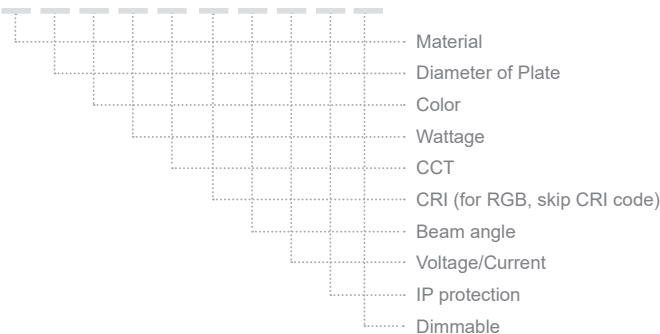 Material
Diameter of Plate
Color
Wattage
CCT
CRI (for RGB, skip CRI code)
Beam angle
Voltage/Current
IP protection
Dimmable